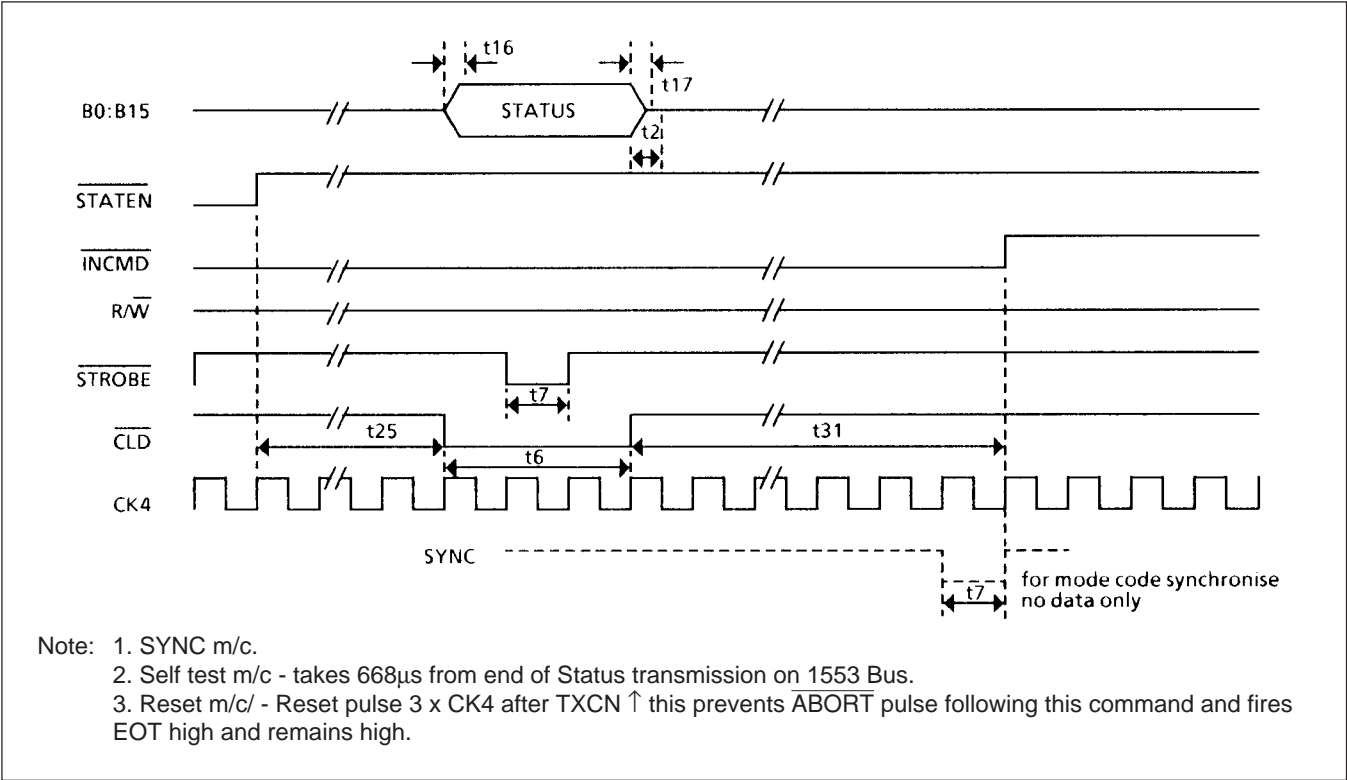 t16
t17
B0:B15
STATUS
t2
STATEN
INCMD
R/W
STROBE
t7
CLD
t25
t31
t6
CK4
SYNC
for mode code synchronise
t7
no data only
Note: 1. SYNC m/c.
2. Self test m/c - takes 668µs from end of Status transmission on 1553 Bus.
3. Reset m/c/ - Reset pulse 3 x CK4 after TXCN ↑ this prevents ABORT pulse following this command and fires
EOT high and remains high.